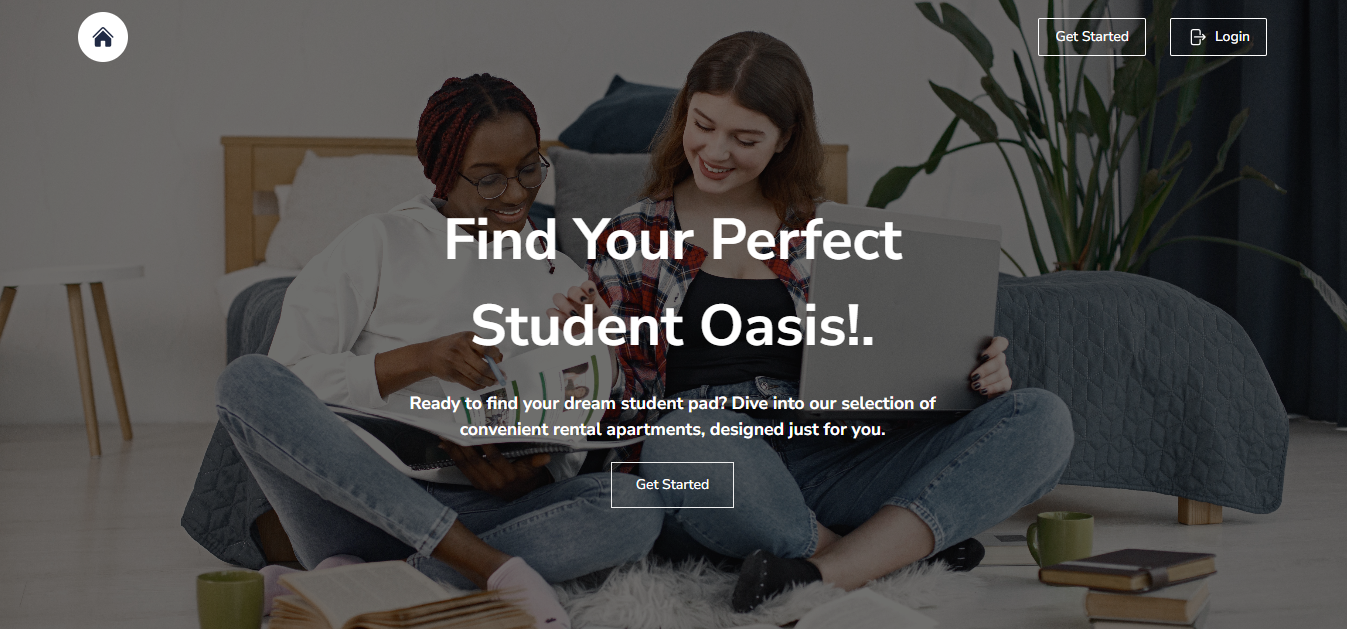 Get Started
Login
Find Your Perfect
Student Oasis!.
Ready to find your dream student pad? Dive into our selection of
convenient rental apartments, designed just for you.
Get Started